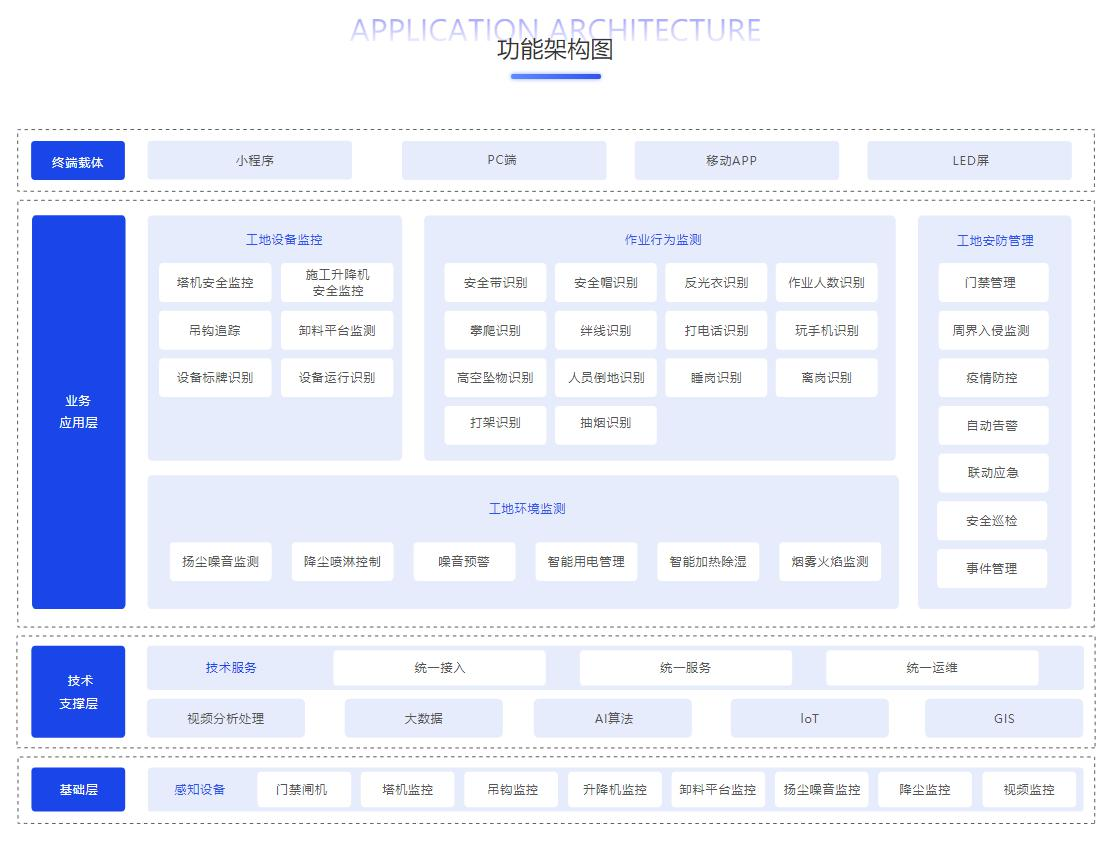 APPLICATION ARCHITECTURE
功能架构图
终端载体
小程序
PC端
移动APP
LED屏
业务
应用层
工地设备监控
塔机安全监控
施工升降机
安全监控
吊钩追踪
卸料平台监测
设备标牌识别
设备运行识别
作业行为监测
安全带识别
安全帽识别
反光衣识别
作业人数识别
攀爬识别
绊线识别
打电话识别
玩手机识别
高空坠物识别
人员倒地识别
睡岗识别
离岗识别
打架识别
抽烟识别
工地安防管理
门禁管理
周界入侵监测
疫情防控
自动告警
联动应急
安全巡检
事件管理
工地环境监测
扬尘噪音监测
降尘喷淋控制
噪音预警
智能用电管理
智能加热除湿
烟雾火焰监测
技术
支撑层
技术服务
统一接入
统一服务
统一运维
视频分析处理
大数据
AI算法
IoT
GIS
基础层
感知设备
门禁闸机
塔机监控
吊钩监控
升降机监控
卸料平台监控
扬尘噪音监控
降尘监控
视频监控